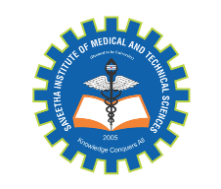 SAVEETHA INSTITUTE OF MEDICAL AND TECHNICAL SCIENCES
2005
Knowledge Conquers All